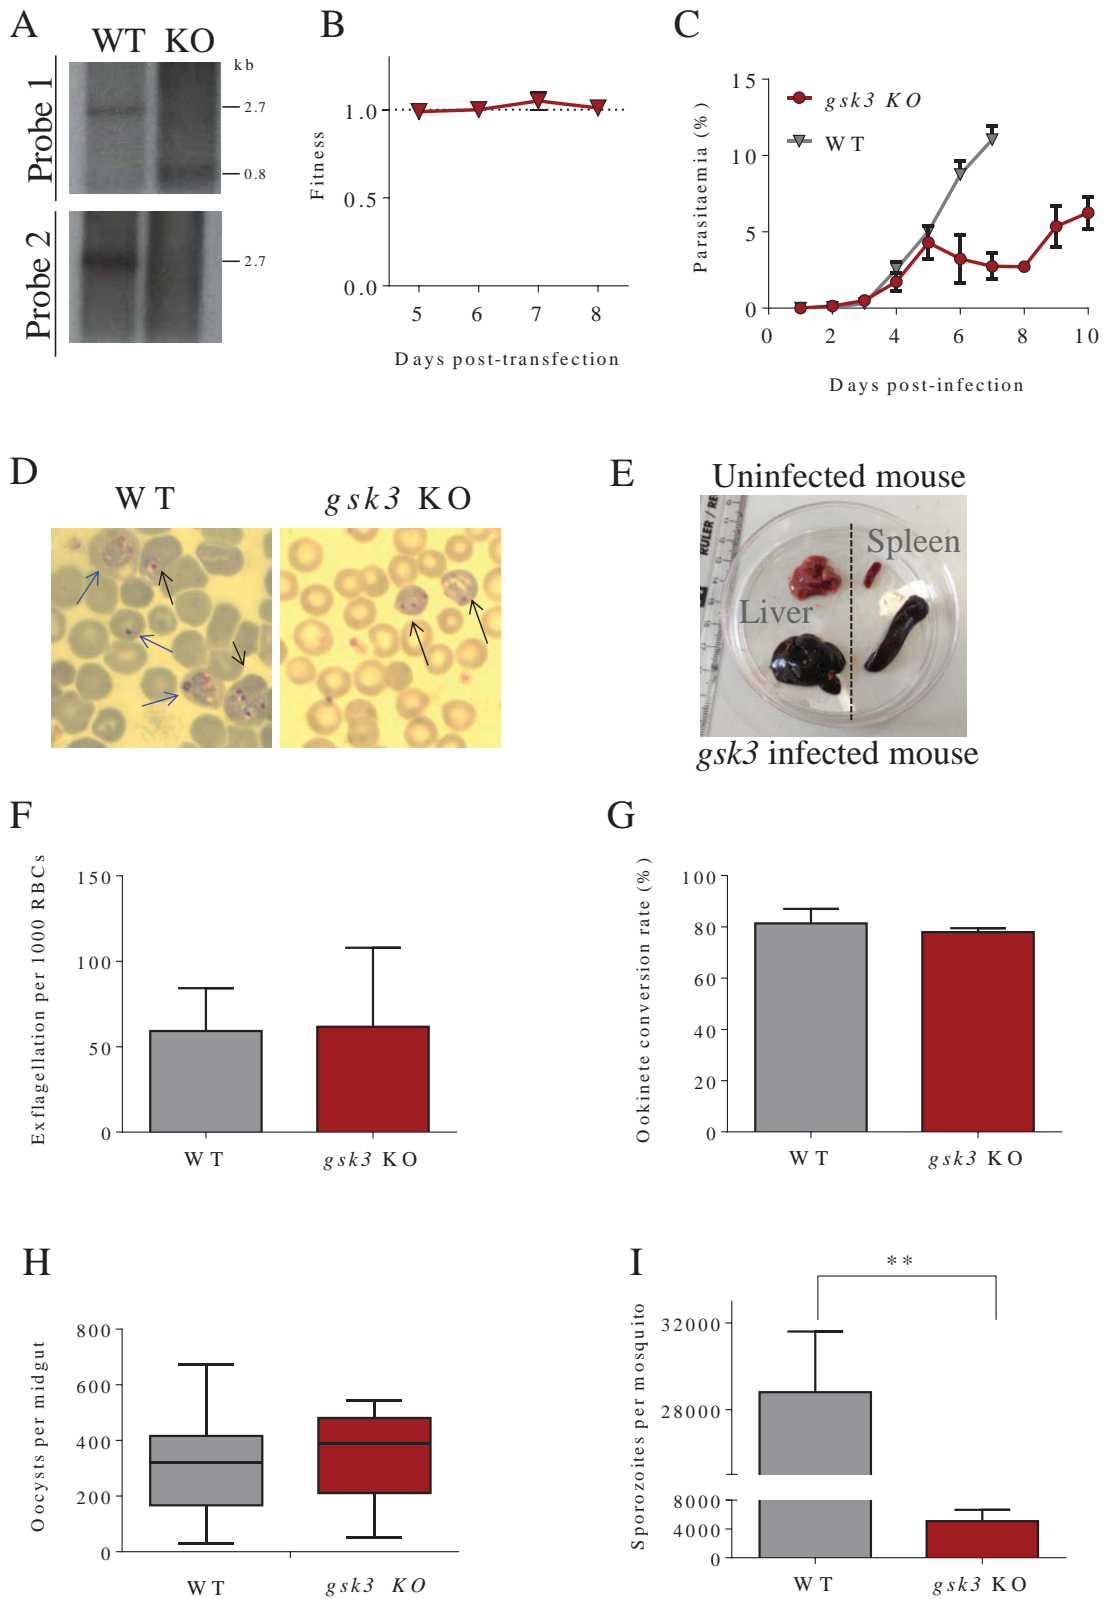 A
WT KO
kb
Probe 1
2.7
0.8
Probe 2
2.7
B
Fitness
1.0
0.5
0.0
5 6 7 8
Days post-transfection
C
Parasitaemia (%)
15
10
5
0
gsk3 KO
WT
0 2 4 6 8 10
Days post-infection
D
WT
gsk3 KO
E
Uninfected mouse
RULER / RE
Spleen
Liver
gsk3 infected mouse
F
Exflagellation per 1000 RBCs
150
100
50
0
WT
gsk3 KO
G
Ookinete conversion rate (%)
100
80
60
40
20
0
WT
gsk3 KO
H
Oocysts per midgut
800
600
400
200
0
WT
gsk3 KO
I
**
Sporozoites per mosquito
32000
28000
8000
4000
0
WT
gsk3 KO